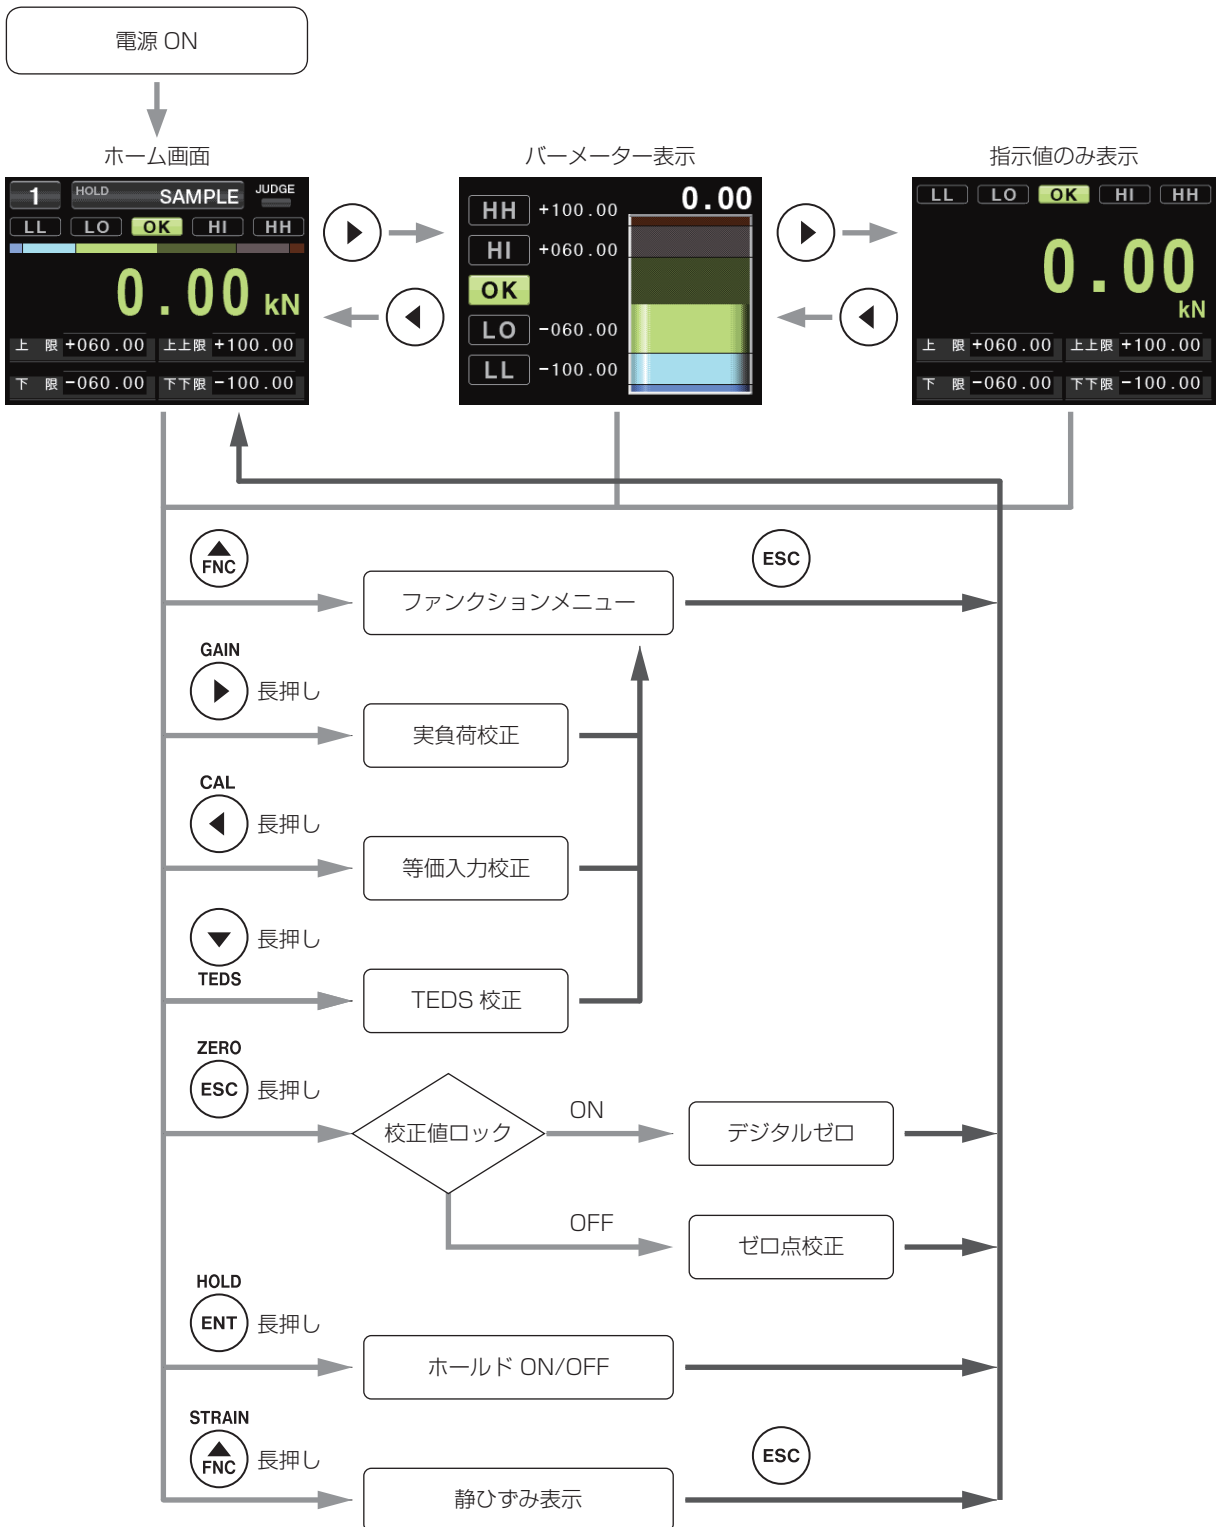 電源 ON
ホーム画面
バーメーター表示
指示値のみ表示
1 HOLD SAMPLE JUDGE
LL LO OK HI HH
0.00 kN
上 限 +060.00 上上限 +100.00
下 限 -060.00 下下限 -100.00
0.00
HH +100.00
HI +060.00
OK
LO -060.00
LL -100.00
LL LO OK HI HH
0.00
kN
上 限 +060.00 上上限 +100.00
下 限 -060.00 下下限 -100.00
FNC
ファンクションメニュー
ESC
GAIN
長押し
実負荷校正
CAL
長押し
等価入力校正
長押し
TEDS
TEDS 校正
ZERO
ESC 長押し
校正値ロック
ON
デジタルゼロ
OFF
ゼロ点校正
HOLD
ENT 長押し
ホールド ON/OFF
STRAIN
FNC 長押し
静ひずみ表示
ESC